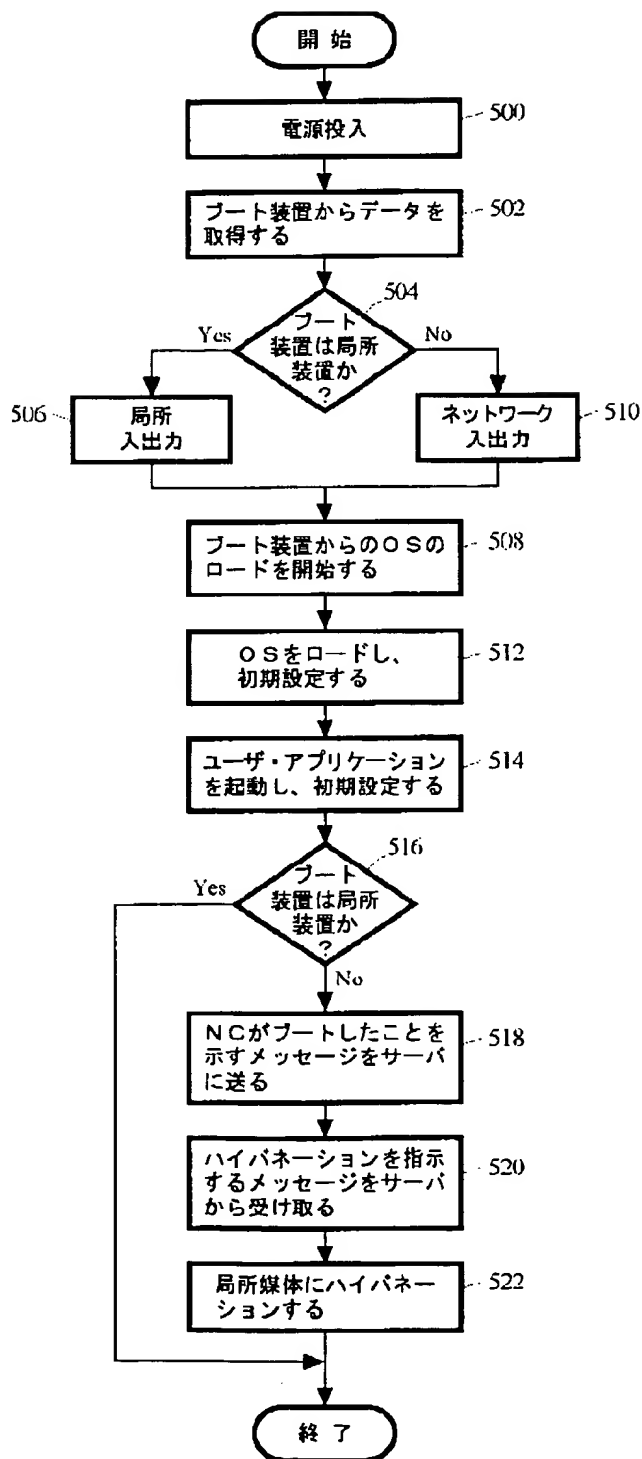 開始
電源投入
500
ブート装置からデータを
取得する
502
504
ブート
装置は局所
装置か
?
Yes
No
506
局所
入出力
ネットワーク
入出力
510
ブート装置からのOSの
ロードを開始する
508
OSをロードし、
初期設定する
512
ユーザ・アプリケーション
を起動し、初期設定する
514
516
ブート
装置は局所
装置か
?
Yes
No
NCがブートしたことを
示すメッセージをサーバ
に送る
518
ハイバネーションを指示
するメッセージをサーバ
から受け取る
520
局所媒体にハイバネー
ションする
522
終了